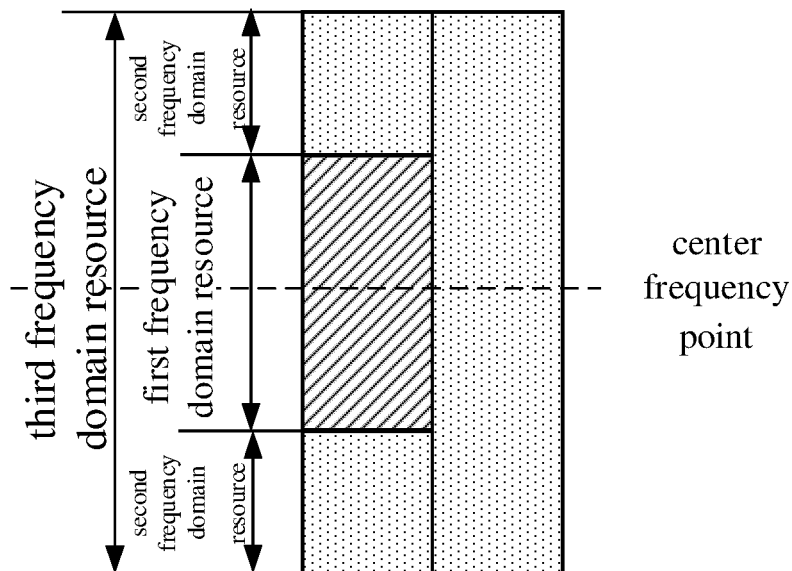 second
frequency
domain
resource
third frequency
domain resource
first frequency
domain resource
center
frequency
point
second
frequency
domain
resource